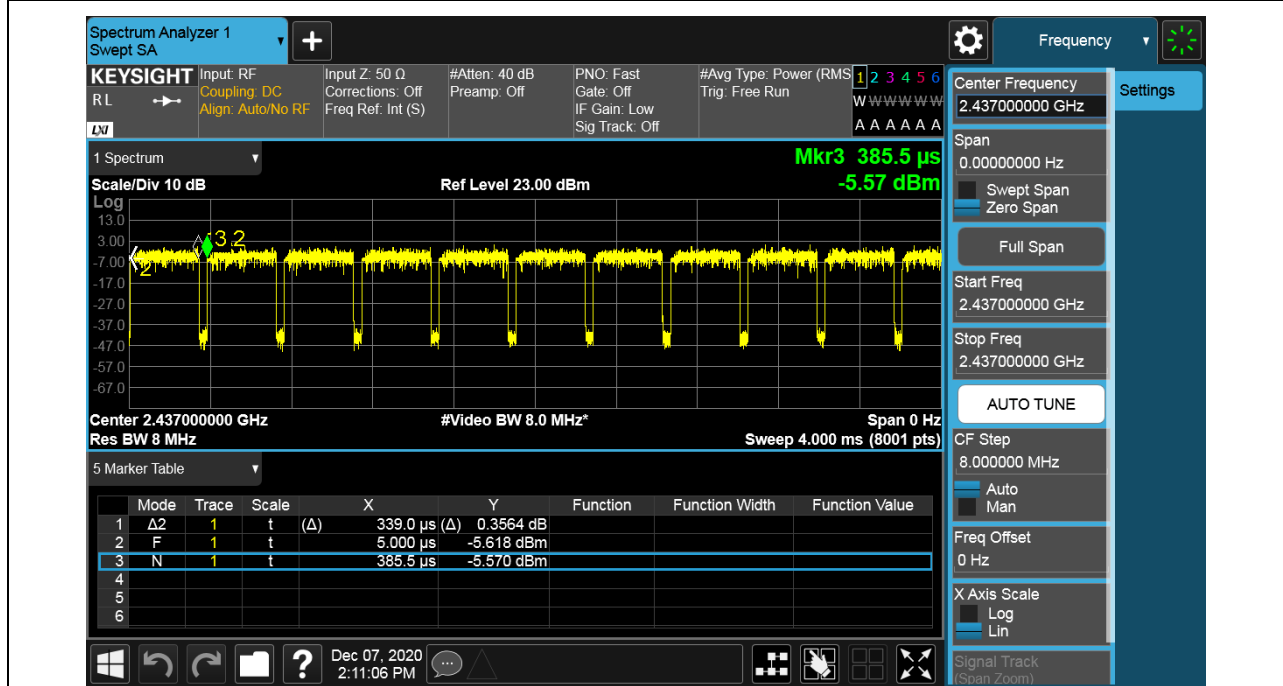 Spectrum Analyzer 1
Swept SA
+
Frequency
KEYSIGHT
RL
LXI
Input: RF
Coupling: DC
Align: Auto/No RF
Input Z: 50 Ω
Corrections: Off
Freq Ref: Int (S)
#Atten: 40 dB
Preamp: Off
PNO: Fast
Gate: Off
IF Gain: Low
Sig Track: Off
#Avg Type: Power (RMS
Trig: Free Run
1 2 3 4 5 6
W W W W W W
A A A A A A
1 Spectrum
Mkr3 385.5 µs
-5.57 dBm
Scale/Div 10 dB
Ref Level 23.00 dBm
Log
13.0
3.00
-7.00
-17.0
-27.0
-37.0
-47.0
-57.0
-67.0
3 2
2
Center 2.437000000 GHz
#Video BW 8.0 MHz*
Span 0 Hz
Res BW 8 MHz
Sweep 4.000 ms (8001 pts)
5 Marker Table
Mode Trace Scale X Y Function Function Width Function Value
1 Δ2 1 t (Δ) 339.0 µs (Δ) 0.3564 dB
2 F 1 t 5.000 µs -5.618 dBm
3 N 1 t 385.5 µs -5.570 dBm
4
5
6
?
Dec 07, 2020
2:11:06 PM
Settings
Center Frequency
2.437000000 GHz
Span
0.00000000 Hz
Swept Span
Zero Span
Full Span
Start Freq
2.437000000 GHz
Stop Freq
2.437000000 GHz
AUTO TUNE
CF Step
8.000000 MHz
Auto
Man
Freq Offset
0 Hz
X Axis Scale
Log
Lin
Signal Track
(Span Zoom)